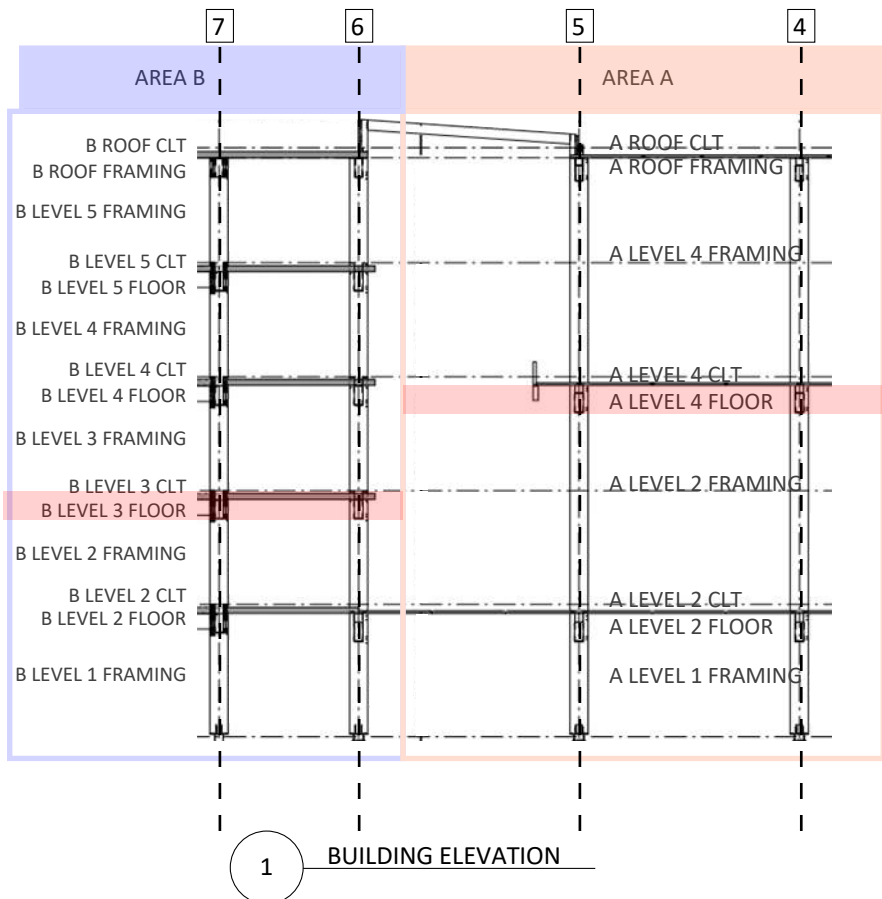 7
6
5
4
AREA B
AREA A
B ROOF CLT
A ROOF CLT
B ROOF FRAMING
A ROOF FRAMING
B LEVEL 5 FRAMING
A LEVEL 4 FRAMING
B LEVEL 5 CLT
B LEVEL 5 FLOOR
B LEVEL 4 FRAMING
B LEVEL 4 CLT
A LEVEL 4 CLT
B LEVEL 4 FLOOR
A LEVEL 4 FLOOR
B LEVEL 3 FRAMING
B LEVEL 3 CLT
A LEVEL 2 FRAMING
B LEVEL 3 FLOOR
B LEVEL 2 FRAMING
B LEVEL 2 CLT
A LEVEL 2 CLT
B LEVEL 2 FLOOR
A LEVEL 2 FLOOR
B LEVEL 1 FRAMING
A LEVEL 1 FRAMING
1
BUILDING ELEVATION